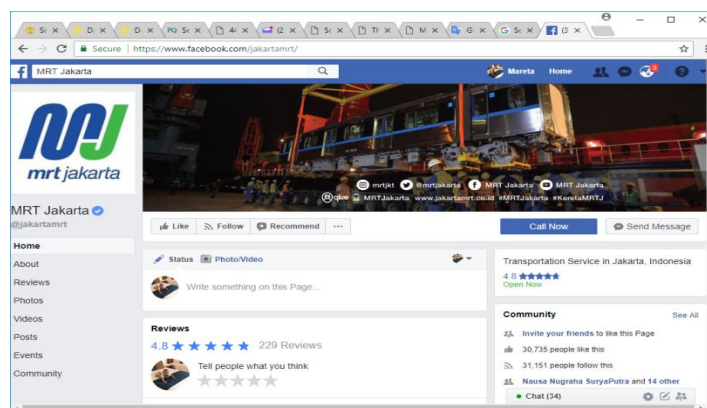 Secure
https://www.facebook.com/jakartamrt/
MRT Jakarta
Mareta Home
3
mrt jakarta
mrtjkt @mrtjakarta MRT Jakarta MRT Jakarta
qlue MRTJakarta www.jakartamrt.co.id #MRTJakarta #KeretaMRTJ
MRT Jakarta
@jakartamrt
Like Follow Recommend ...
Call Now Send Message
Home
About
Reviews
Photos
Videos
Posts
Events
Community
Status Photo/Video
Write something on this Page...
Reviews
4.8 ★★★★★ 229 Reviews
Tell people what you think
Transportation Service in Jakarta, Indonesia
4.8 ★★★★★
Open Now
Community See All
Invite your friends to like this Page
30,735 people like this
31,151 people follow this
Nausa Nugraha SuryaPutra and 14 other
Chat (34)